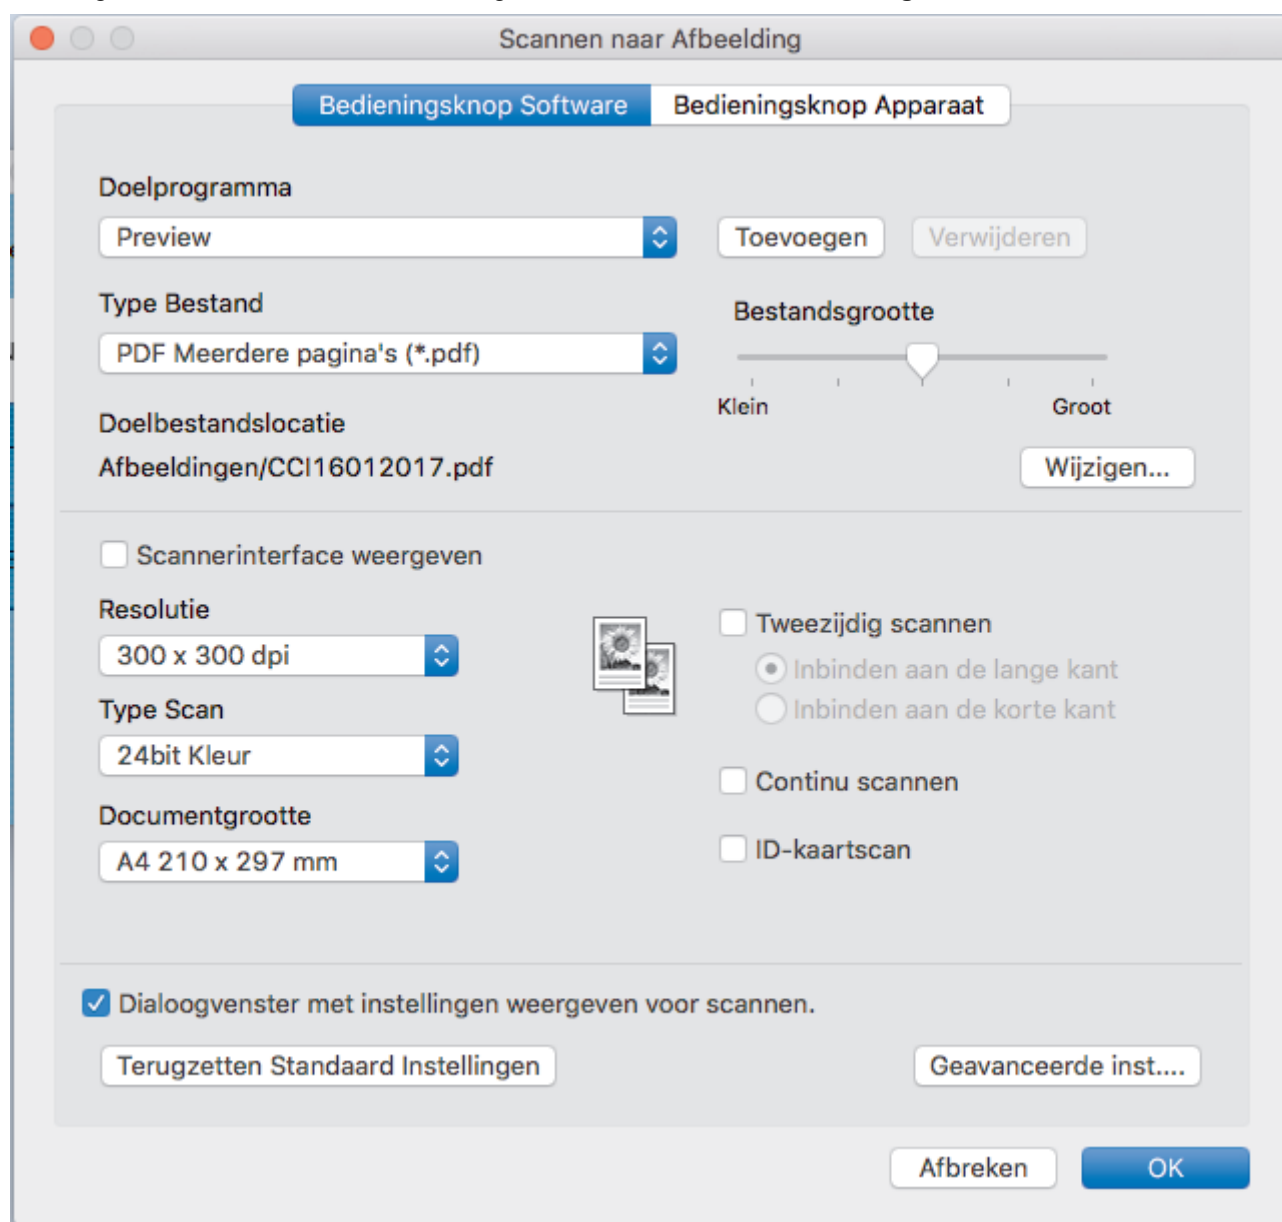 Scannen naar Afbeelding
Bedieningsknop Software
Bedieningsknop Apparaat
Doelprogramma
Preview
Toevoegen
Verwijderen
Type Bestand
Bestandsgrootte
PDF Meerdere pagina's (*.pdf)
Klein
Groot
Doelbestandslocatie
Afbeeldingen/CCI16012017.pdf
Wijzigen...
Scannerinterface weergeven
Resolutie
300 x 300 dpi
Tweezijdig scannen
Inbinden aan de lange kant
Inbinden aan de korte kant
Type Scan
24bit Kleur
Continu scannen
Documentgrootte
A4 210 x 297 mm
ID-kaartscan
Dialoogvenster met instellingen weergeven voor scannen.
Terugzetten Standaard Instellingen
Geavanceerde inst....
Afbreken
OK